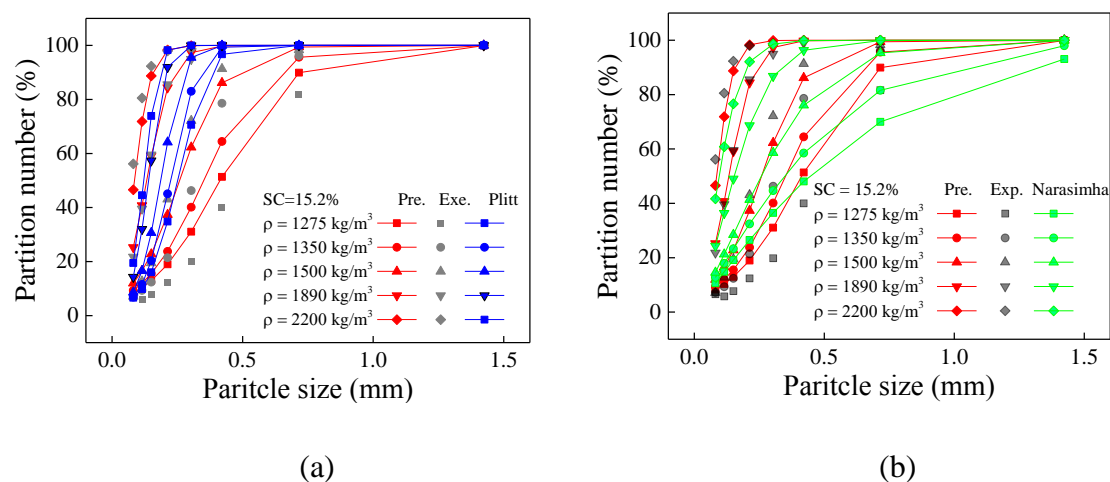 Partition number (%)
100
80
60
40
20
0
SC=15.2% Pre. Exe. Plitt
ρ = 1275 kg/m³
ρ = 1350 kg/m³
ρ = 1500 kg/m³
ρ = 1890 kg/m³
ρ = 2200 kg/m³
0.0 0.5 1.0 1.5
Paritcle size (mm)
(a)
Partition number (%)
100
80
60
40
20
0
SC = 15.2% Pre. Exp. Narasimha
ρ = 1275 kg/m³
ρ = 1350 kg/m³
ρ = 1500 kg/m³
ρ = 1890 kg/m³
ρ = 2200 kg/m³
0.0 0.5 1.0 1.5
Paritcle size (mm)
(b)